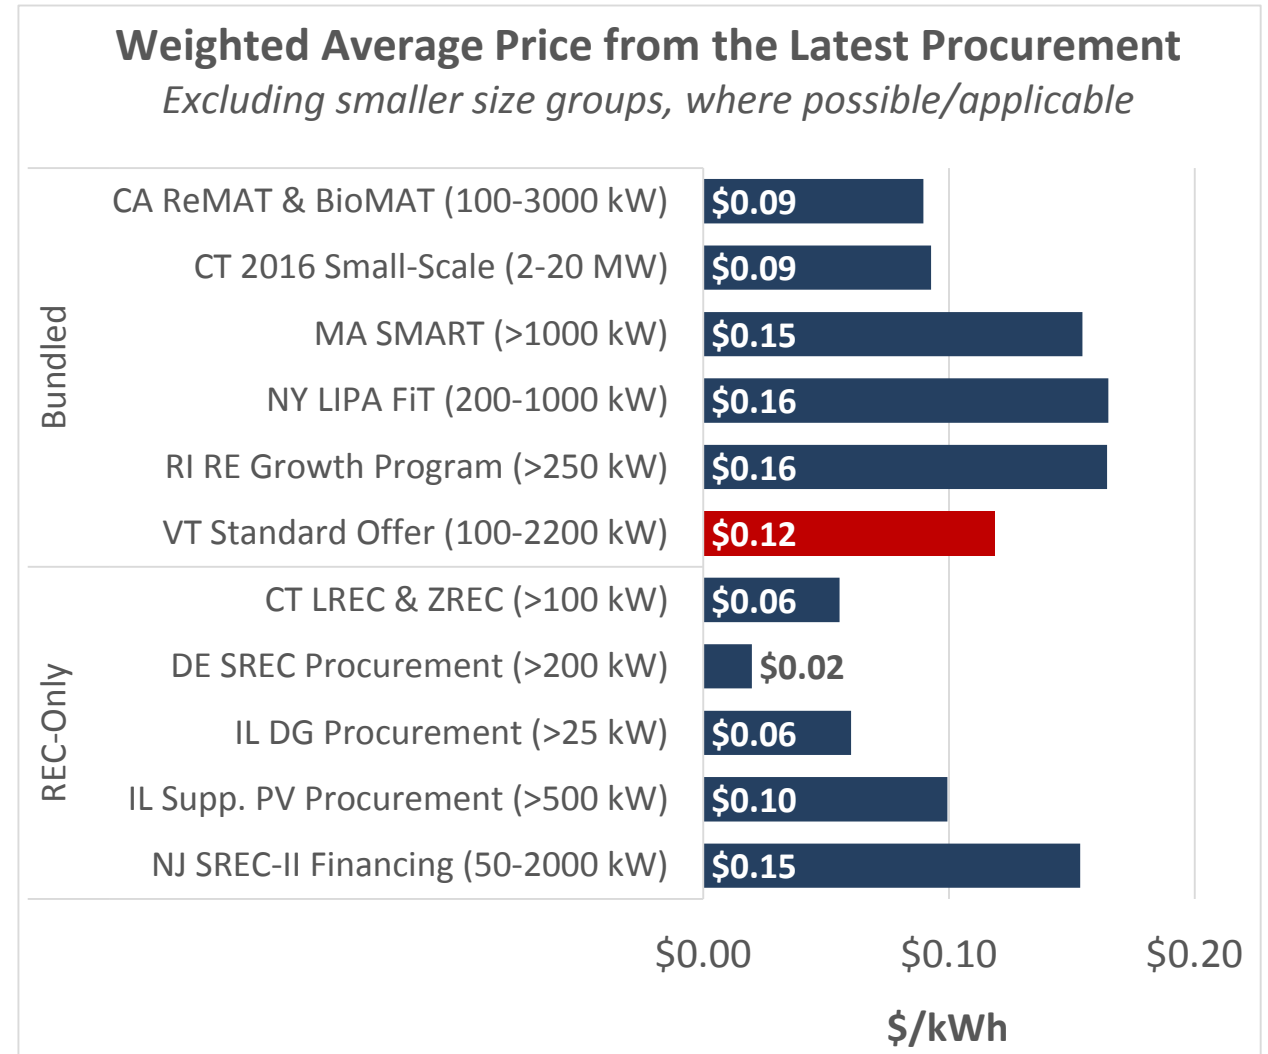 Weighted Average Price from the Latest Procurement
Excluding smaller size groups, where possible/applicable
Bundled
CA ReMAT & BioMAT (100-3000 kW) $0.09
CT 2016 Small-Scale (2-20 MW) $0.09
MA SMART (>1000 kW) $0.15
NY LIPA FiT (200-1000 kW) $0.16
RI RE Growth Program (>250 kW) $0.16
VT Standard Offer (100-2200 kW) $0.12
REC-Only
CT LREC & ZREC (>100 kW) $0.06
DE SREC Procurement (>200 kW) $0.02
IL DG Procurement (>25 kW) $0.06
IL Supp. PV Procurement (>500 kW) $0.10
NJ SREC-II Financing (50-2000 kW) $0.15
$0.00 $0.10 $0.20
$/kWh